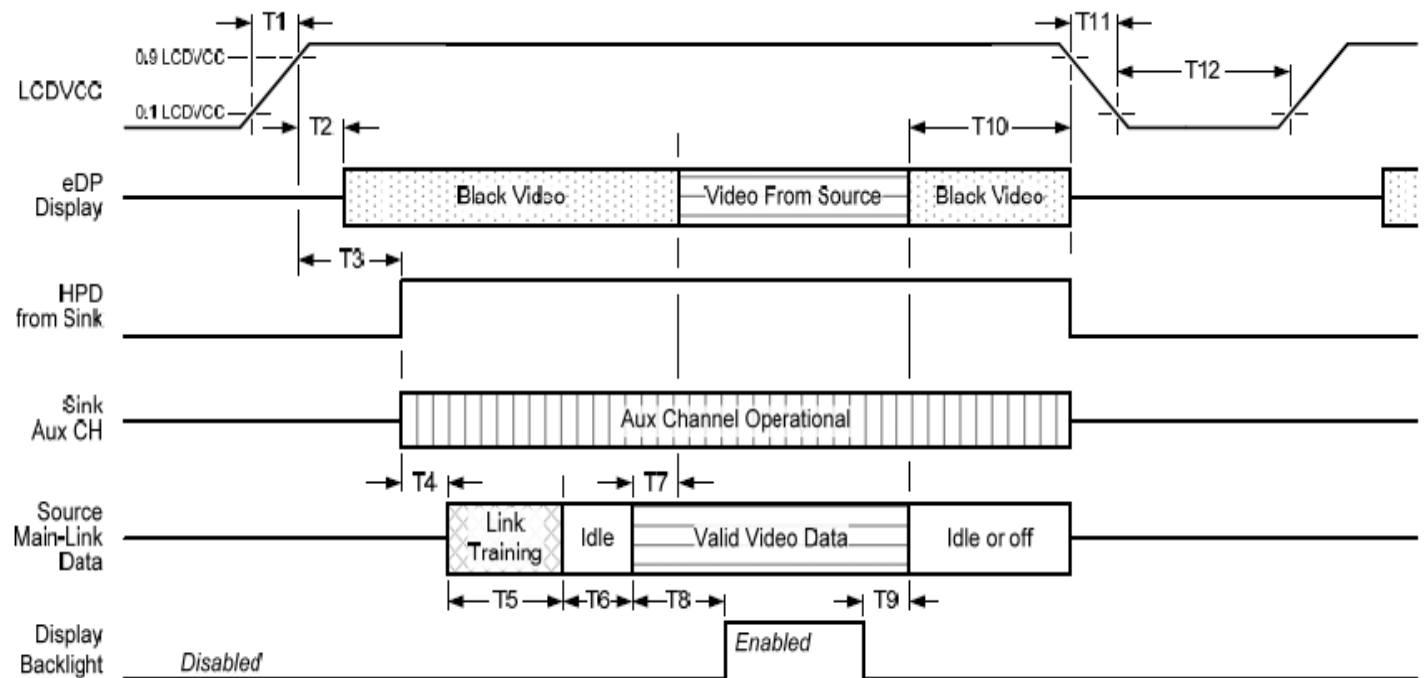 T1
T11
0.9 LCDVCC
T12
LCDVCC
0.1 LCDVCC
T2
T10
eDP
Display
Black Video
Video From Source
Black Video
T3
HPD
from Sink
Sink
Aux CH
Aux Channel Operational
T4
T7
Source
Main-Link
Data
Link
Training
Idle
Valid Video Data
Idle or off
T5
T6
T8
T9
Display
Backlight
Disabled
Enabled